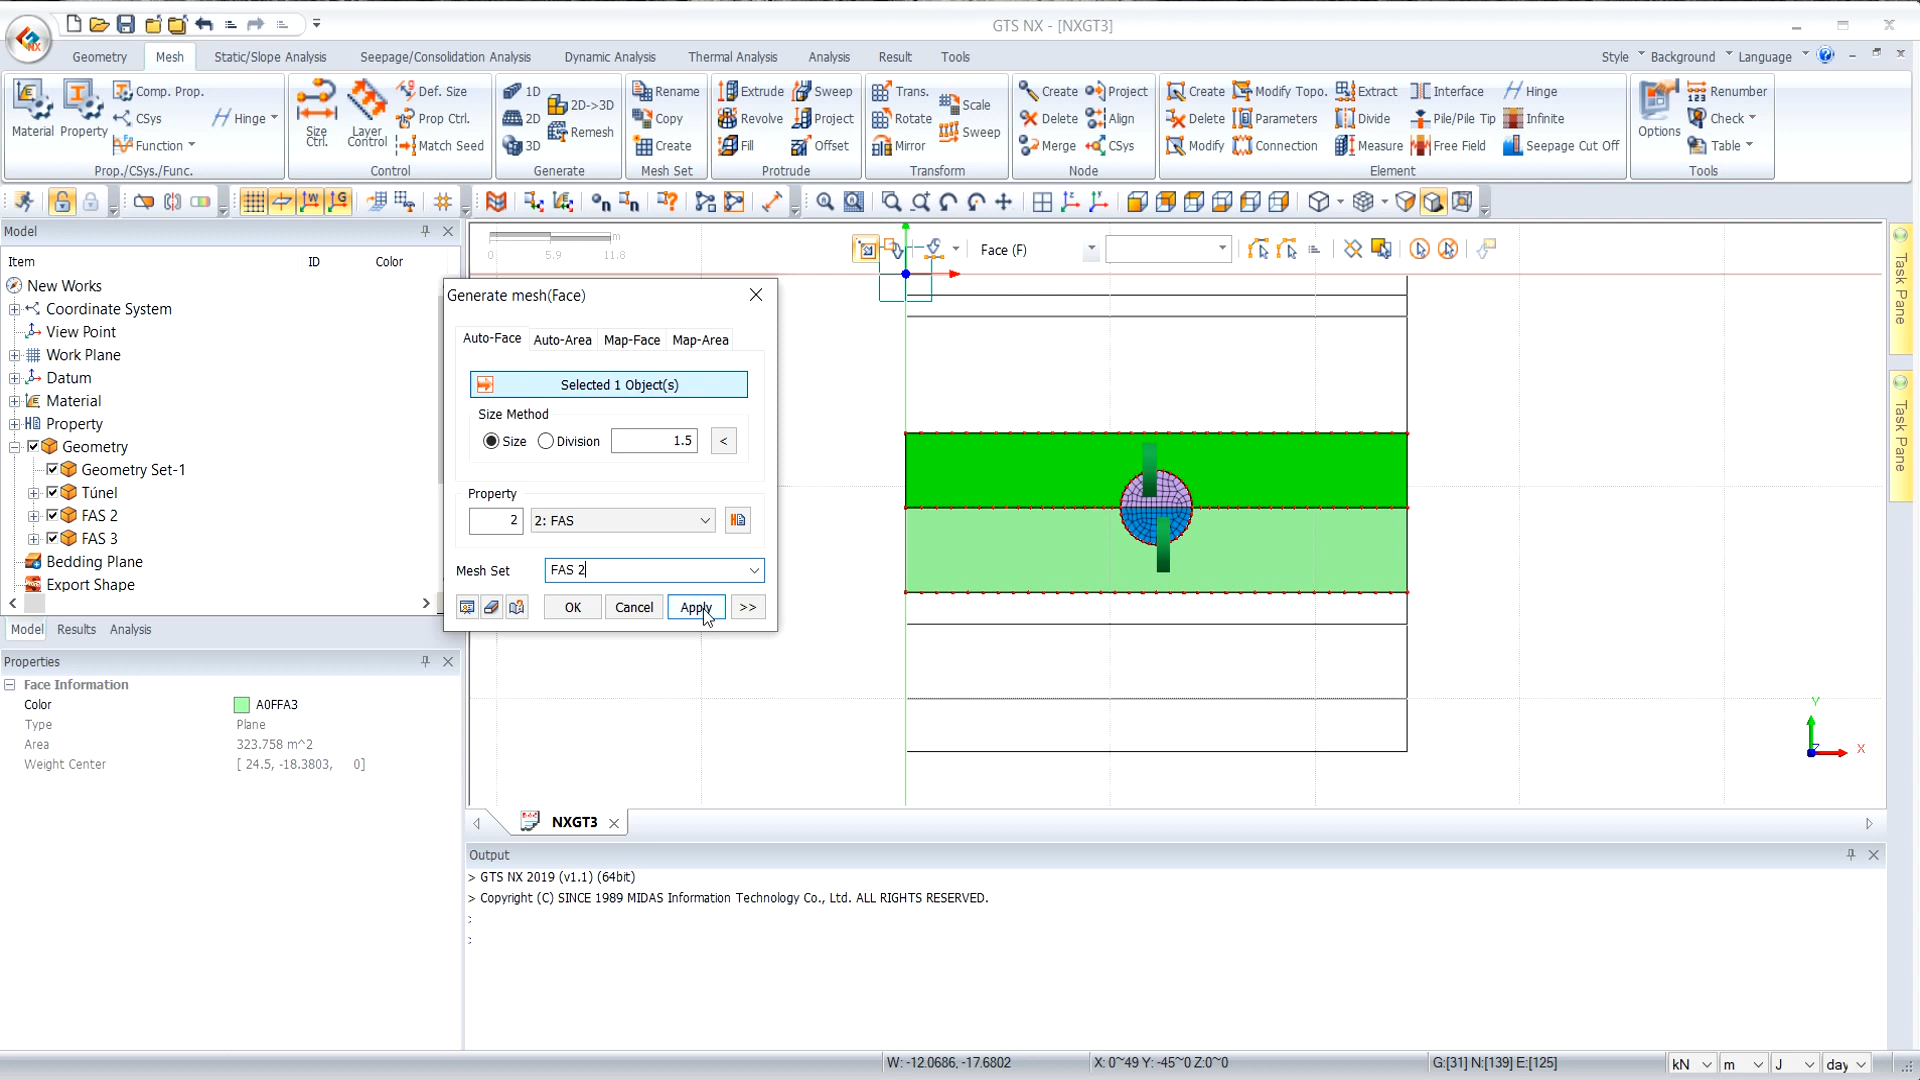 GTS NX - [NXGT3]
Geometry Mesh Static/Slope Analysis Seepage/Consolidation Analysis Dynamic Analysis Thermal Analysis Analysis Result Tools Style Background Language
Material Property Comp. Prop. CSys Function Hinge
Prop./CSys./Func.
Size Ctrl. Layer Control Def. Size Prop Ctrl. Match Seed
Control
1D 2D 3D 2D->3D Remesh
Generate
Rename Copy Create
Mesh Set
Extrude Revolve Fill Sweep Project Offset
Protrude
Trans. Rotate Mirror Scale Sweep
Transform
Create Delete Merge Project Align CSys
Node
Create Delete Modify Modify Topo. Parameters Connection Extract Divide Measure Interface Pile/Pile Tip Free Field Hinge Infinite Seepage Cut Off
Element
Options Renumber Check Table
Tools
Model
Item ID Color
New Works
Coordinate System
View Point
Work Plane
Datum
Material
Property
Geometry
Geometry Set-1
Túnel
FAS 2
FAS 3
Bedding Plane
Export Shape
Model Results Analysis
Properties
Face Information
Color A0FFA3
Type Plane
Area 323.758 m^2
Weight Center [ 24.5, -18.3803, 0]
0 5.9 11.8 m
Face (F)
Generate mesh(Face)
Auto-Face Auto-Area Map-Face Map-Area
Selected 1 Object(s)
Size Method
Size Division 1.5 <
Property
2 2: FAS
Mesh Set FAS 2
OK Cancel Apply >>
Y
Z
X
NXGT3
Output
> GTS NX 2019 (v1.1) (64bit)
> Copyright (C) SINCE 1989 MIDAS Information Technology Co., Ltd. ALL RIGHTS RESERVED.
Task Pane
Task Pane
W: -12.0686, -17.6802 X: 0~49 Y: -45~0 Z:0~0 G:[31] N:[139] E:[125] kN m J day